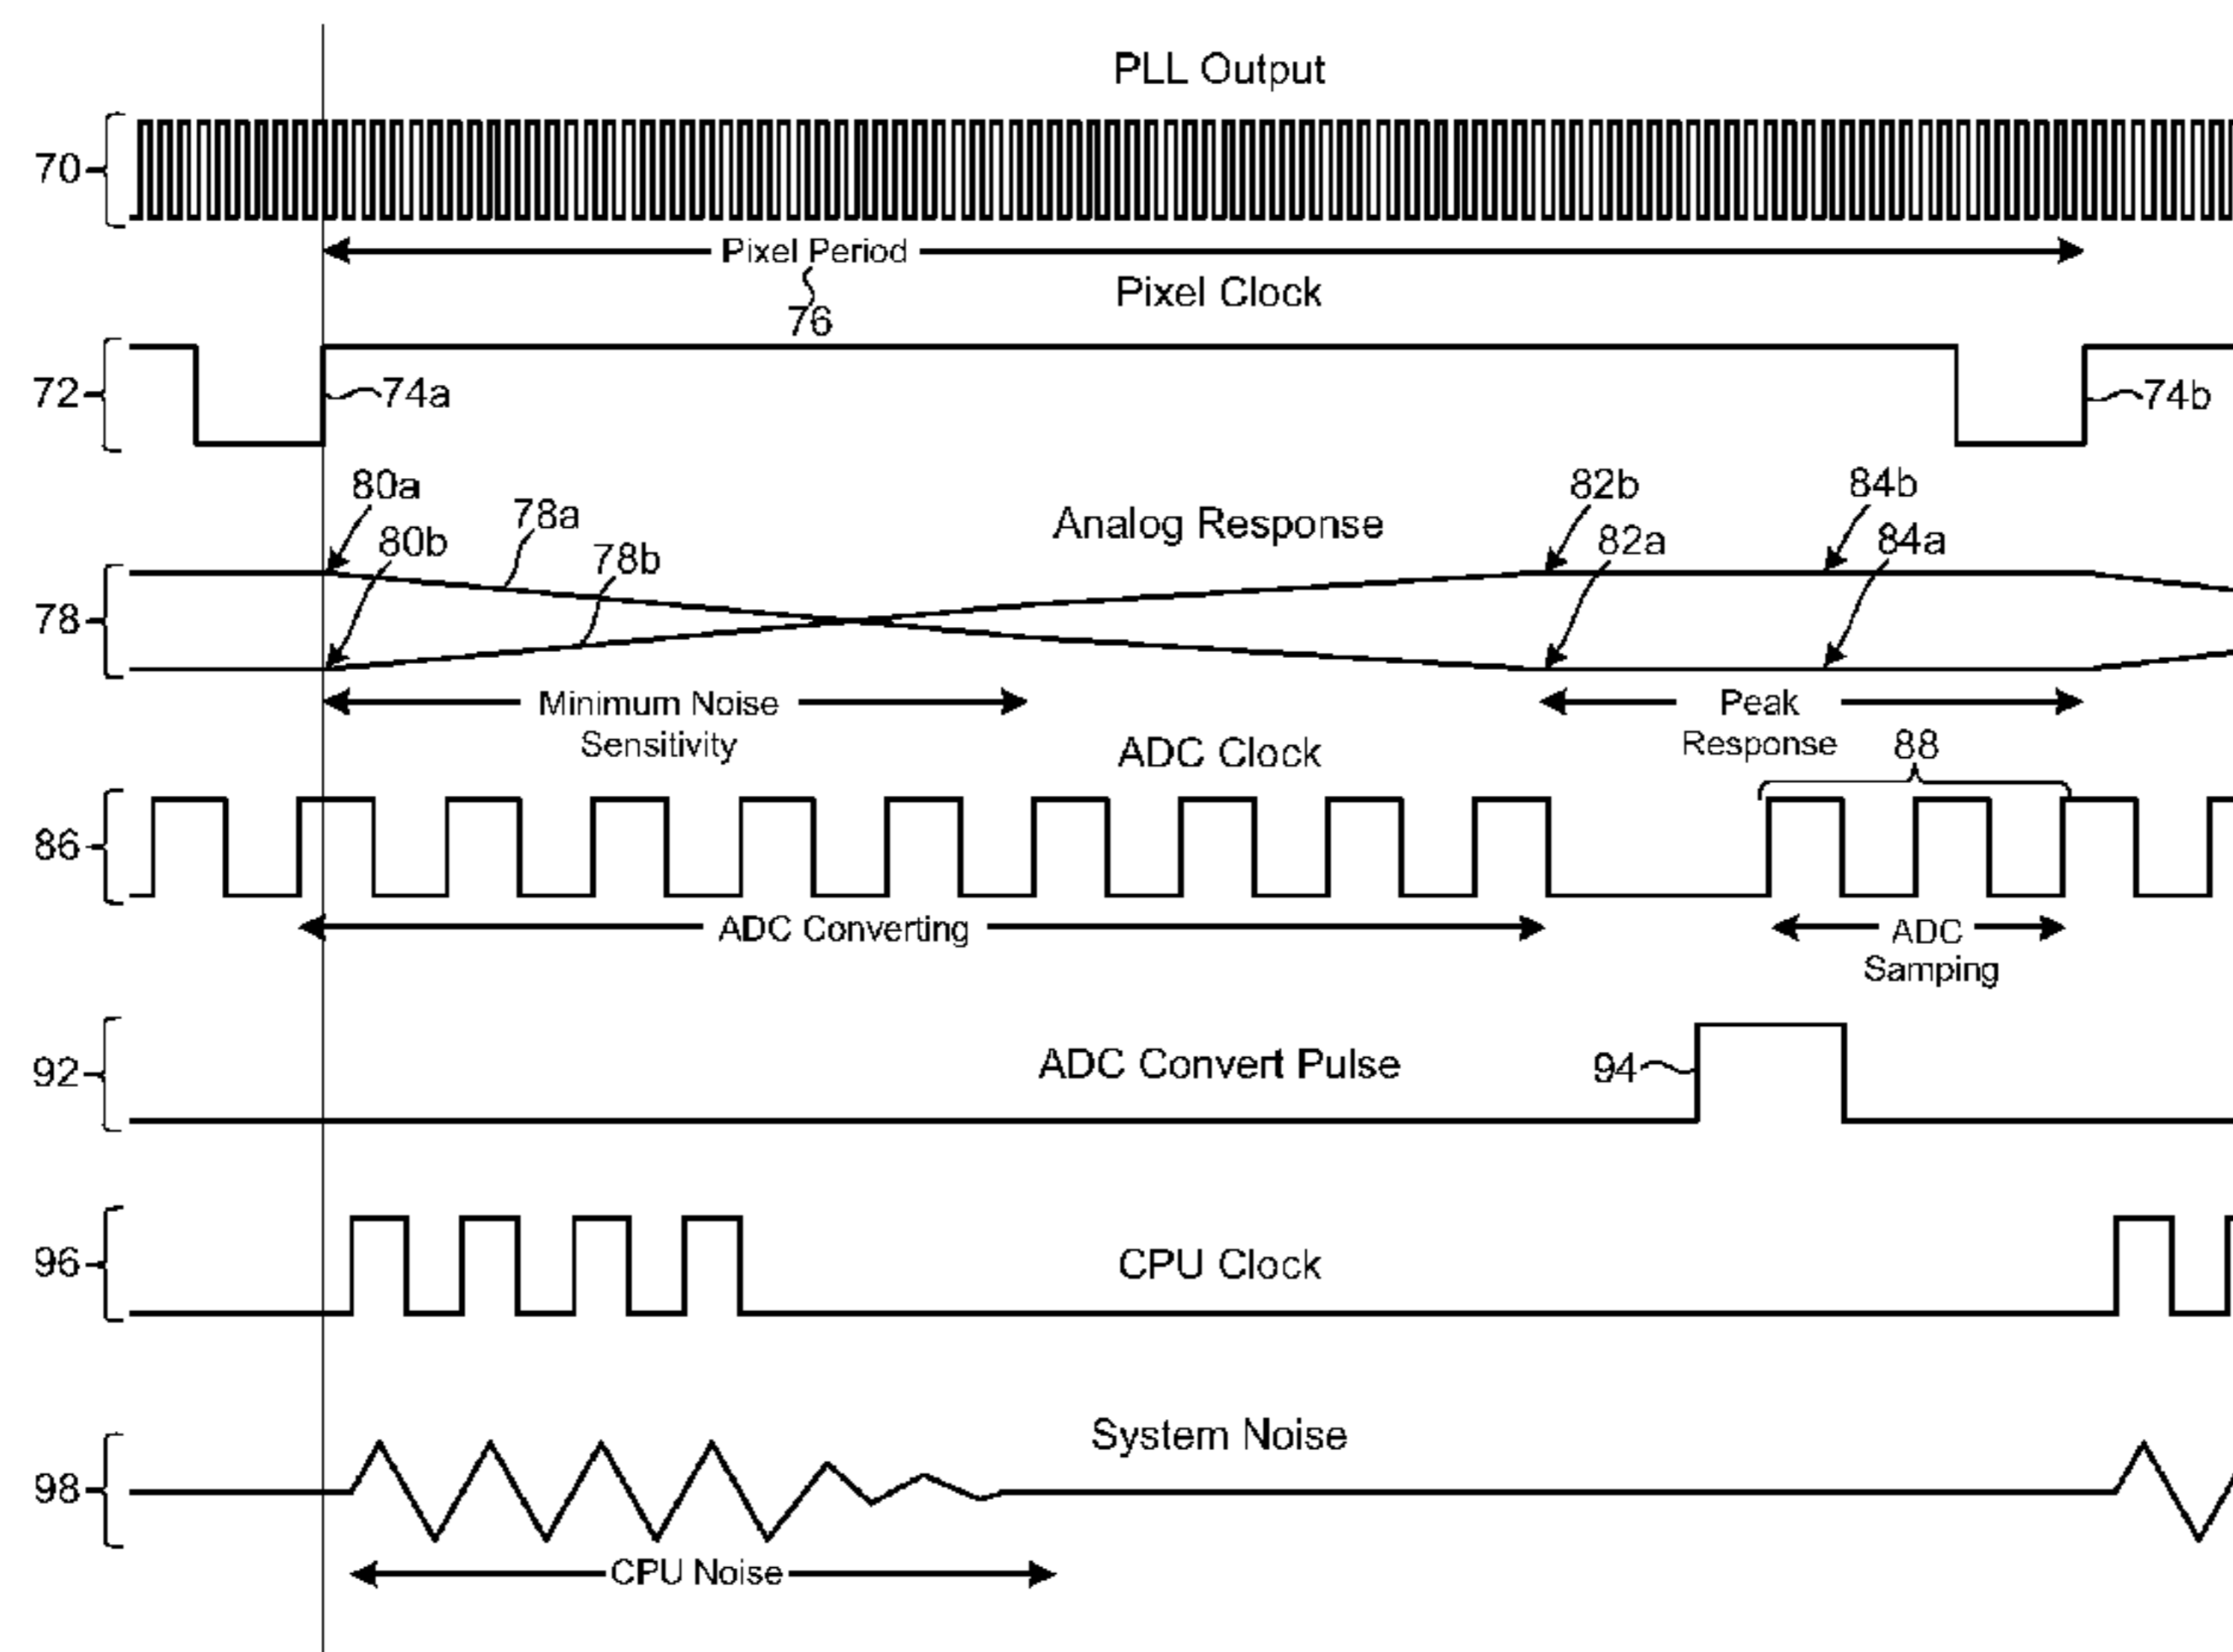 PLL Output
70
Pixel Period
76
Pixel Clock
72
74a
74b
80a
78a
80b
78b
Analog Response
82b
82a
84b
84a
78
Minimum Noise
Sensitivity
Peak
Response
ADC Clock
88
86
ADC Converting
ADC
Samping
92
ADC Convert Pulse
94
96
CPU Clock
System Noise
98
CPU Noise